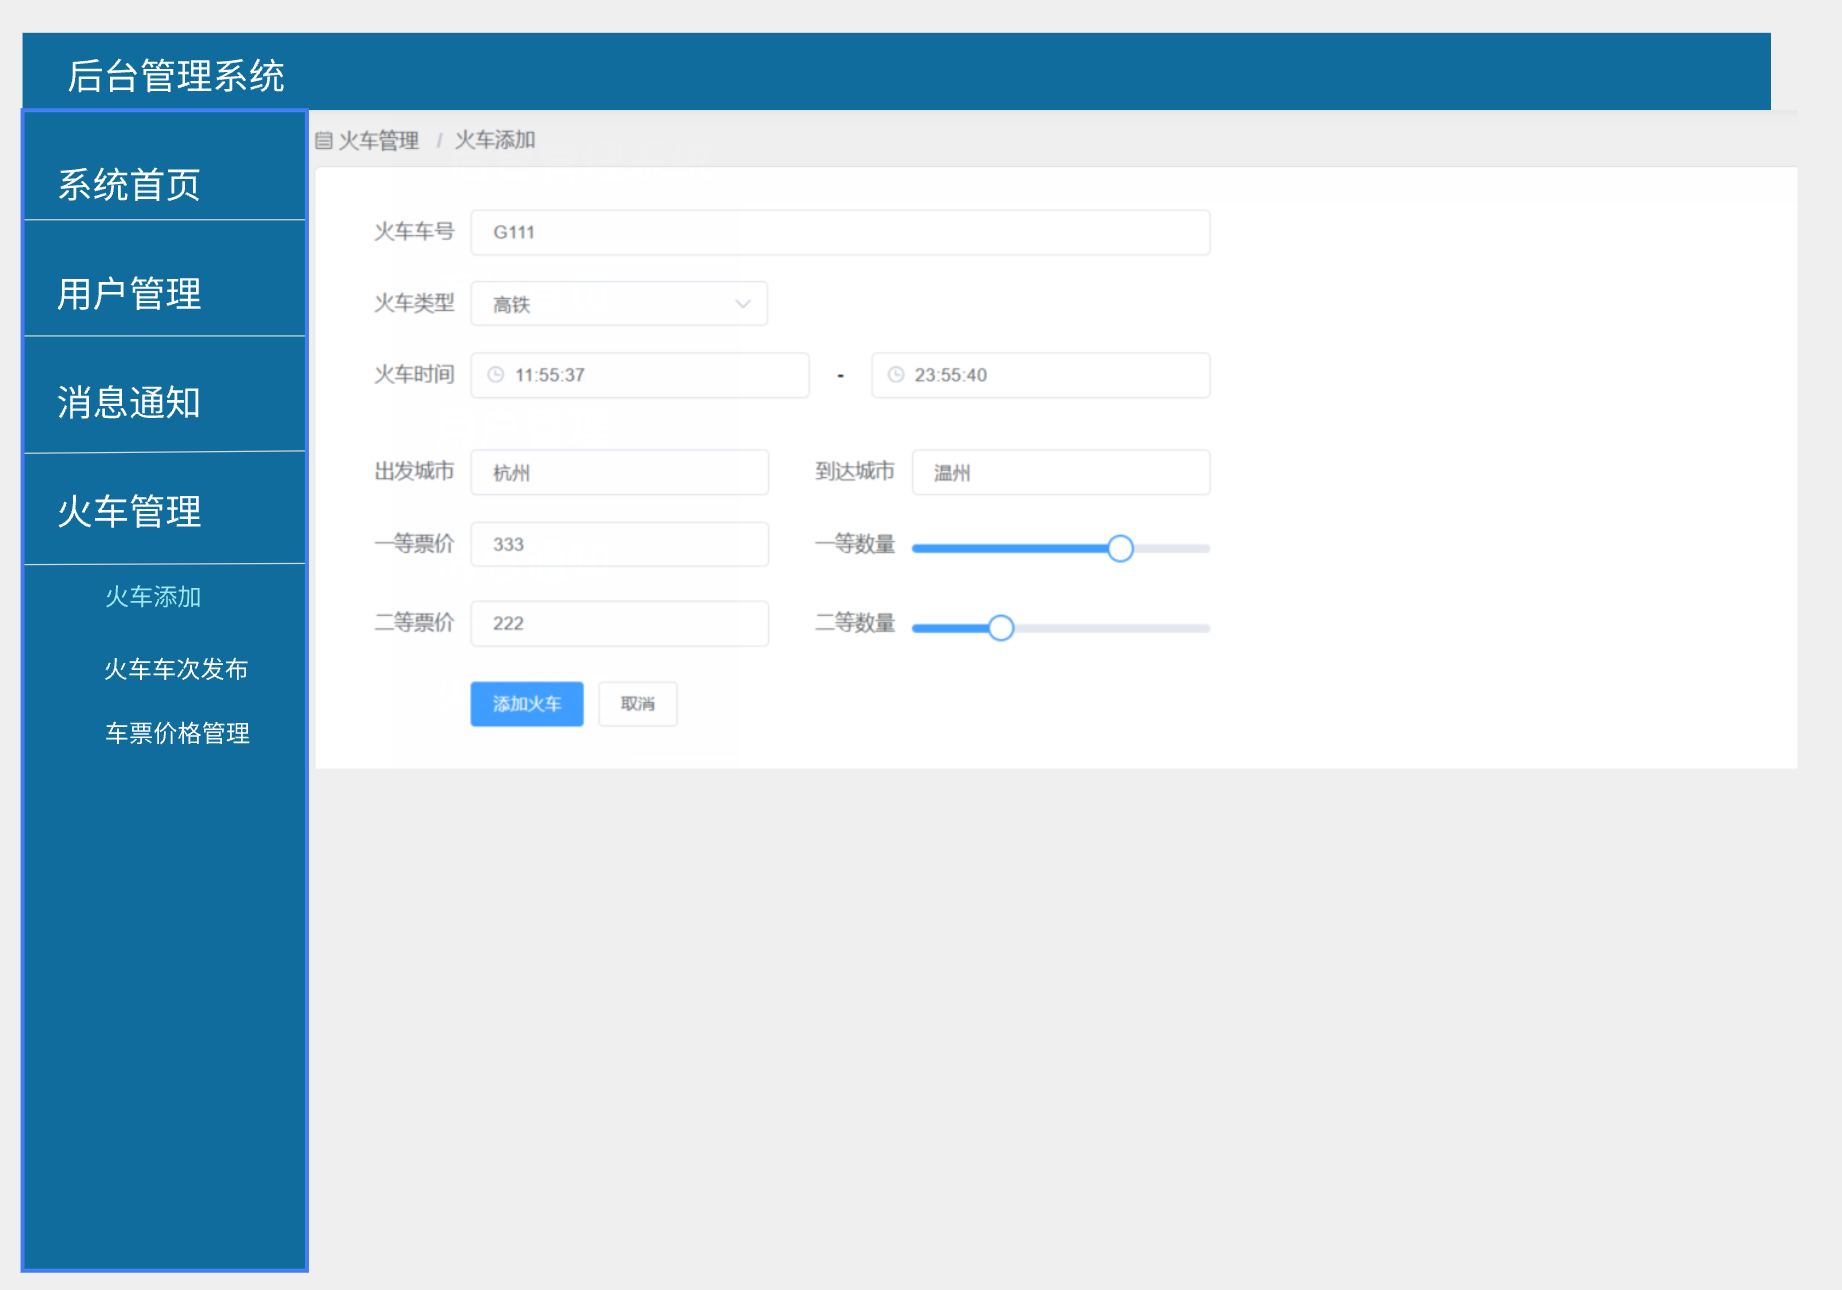 后台管理系统
系统首页
用户管理
消息通知
火车管理
火车添加
火车车次发布
车票价格管理
火车管理 / 火车添加
火车车号 G111
火车类型 高铁
火车时间 11:55:37 - 23:55:40
出发城市 杭州 到达城市 温州
一等票价 333 一等数量
二等票价 222 二等数量
添加火车 取消